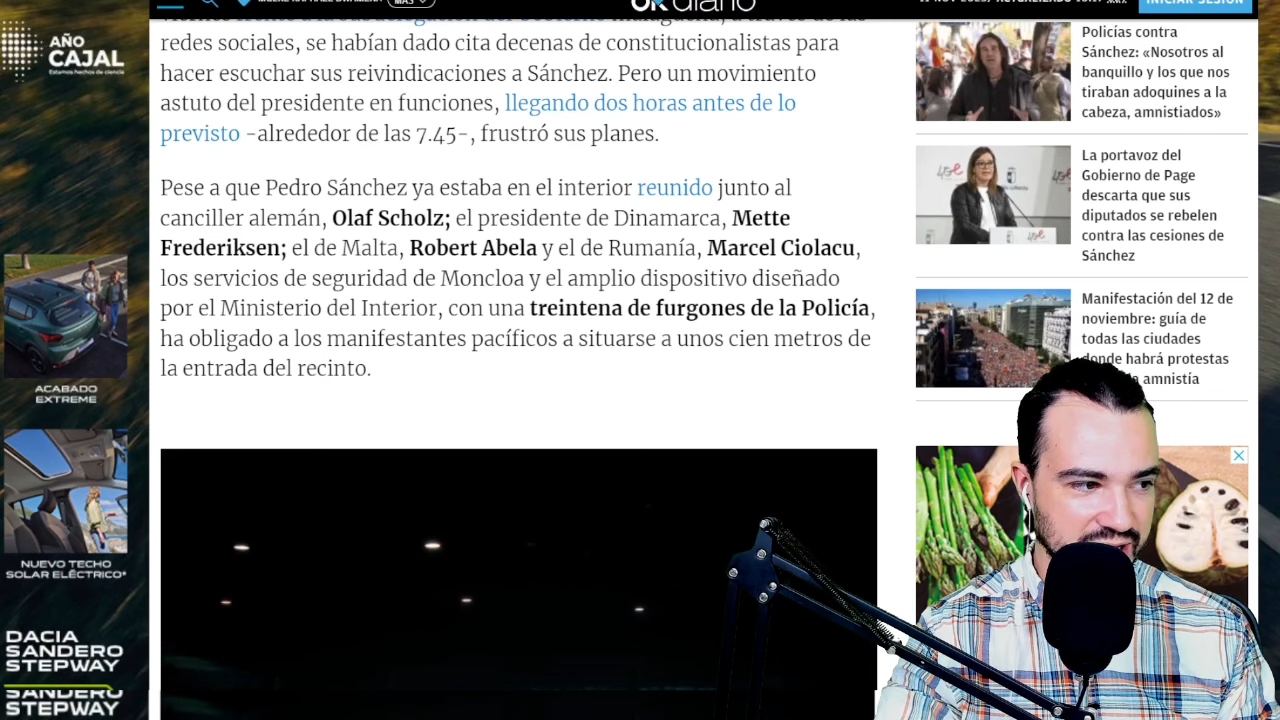 okdiario
MÁS
INICIAR SESIÓN
viernes frente a la subdelegación del Gobierno malagueña, a través de las
redes sociales, se habían dado cita decenas de constitucionalistas para
hacer escuchar sus reivindicaciones a Sánchez. Pero un movimiento
astuto del presidente en funciones, llegando dos horas antes de lo
previsto -alrededor de las 7.45-, frustró sus planes.
Pese a que Pedro Sánchez ya estaba en el interior reunido junto al
canciller alemán, Olaf Scholz; el presidente de Dinamarca, Mette
Frederiksen; el de Malta, Robert Abela y el de Rumanía, Marcel Ciolacu,
los servicios de seguridad de Moncloa y el amplio dispositivo diseñado
por el Ministerio del Interior, con una treintena de furgones de la Policía,
ha obligado a los manifestantes pacíficos a situarse a unos cien metros de
la entrada del recinto.
Policías contra
Sánchez: «Nosotros al
banquillo y los que nos
tiraban adoquines a la
cabeza, amnistiados»
La portavoz del
Gobierno de Page
descarta que sus
diputados se rebelen
contra las cesiones de
Sánchez
Manifestación del 12 de
noviembre: guía de
todas las ciudades
donde habrá protestas
amnistía
AÑO
CAJAL
Estamos hechos de ciencia
ACABADO
EXTREME
NUEVO TECHO
SOLAR ELÉCTRICO*
DACIA
SANDERO
STEPWAY
SANDERO
STEPWAY